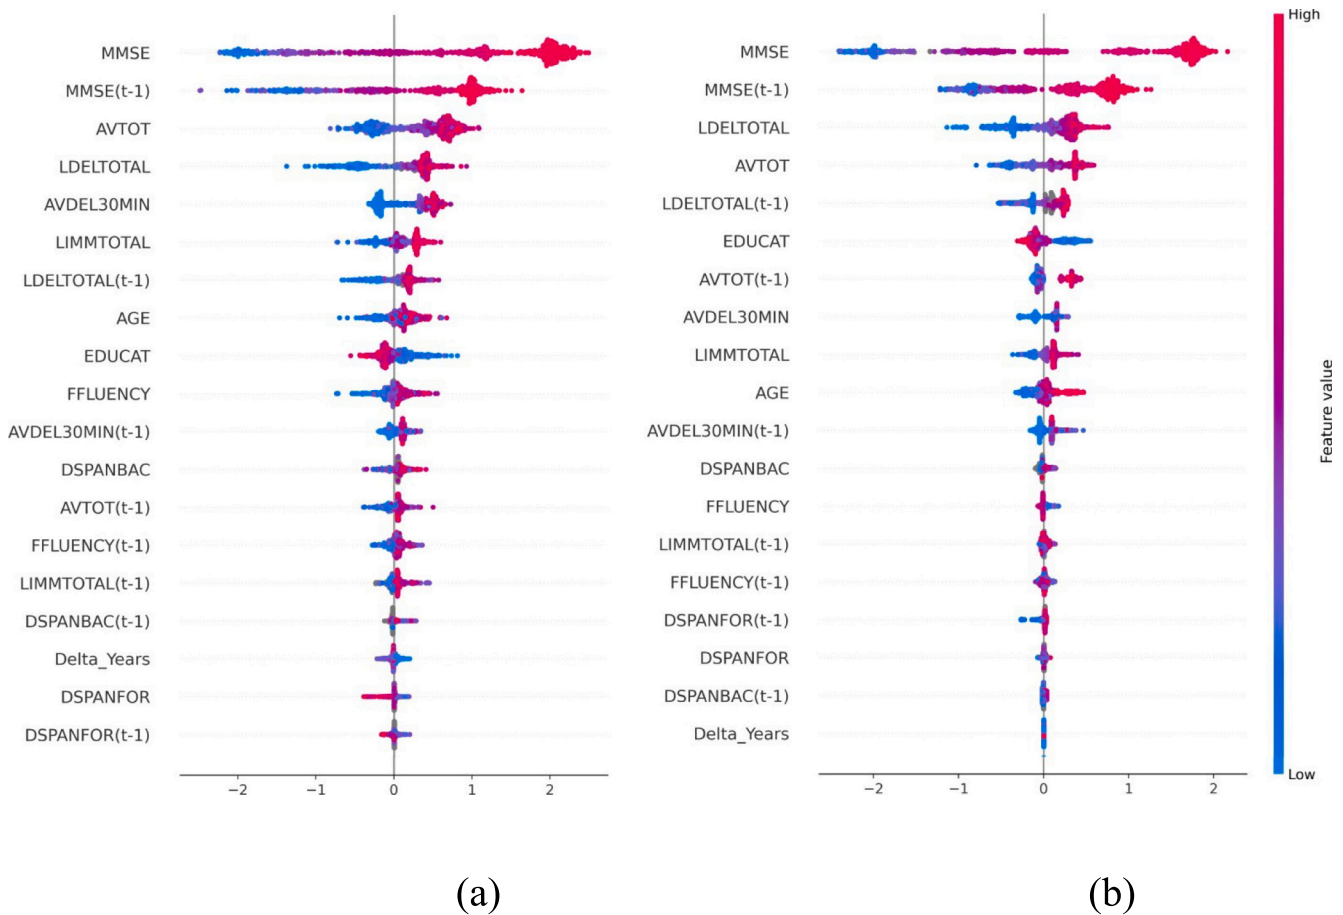 MMSE
MMSE(t-1)
AVTOT
LDELTOTAL
AVDEL30MIN
LIMMTOTAL
LDELTOTAL(t-1)
AGE
EDUCAT
FFLUENCY
AVDEL30MIN(t-1)
DSPANBAC
AVTOT(t-1)
FFLUENCY(t-1)
LIMMTOTAL(t-1)
DSPANBAC(t-1)
Delta_Years
DSPANFOR
DSPANFOR(t-1)
−2 −1 0 1 2
(a)
MMSE
MMSE(t-1)
LDELTOTAL
AVTOT
LDELTOTAL(t-1)
EDUCAT
AVTOT(t-1)
AVDEL30MIN
LIMMTOTAL
AGE
AVDEL30MIN(t-1)
DSPANBAC
FFLUENCY
LIMMTOTAL(t-1)
FFLUENCY(t-1)
DSPANFOR(t-1)
DSPANFOR
DSPANBAC(t-1)
Delta_Years
−2 −1 0 1 2
(b)
High
Feature value
Low